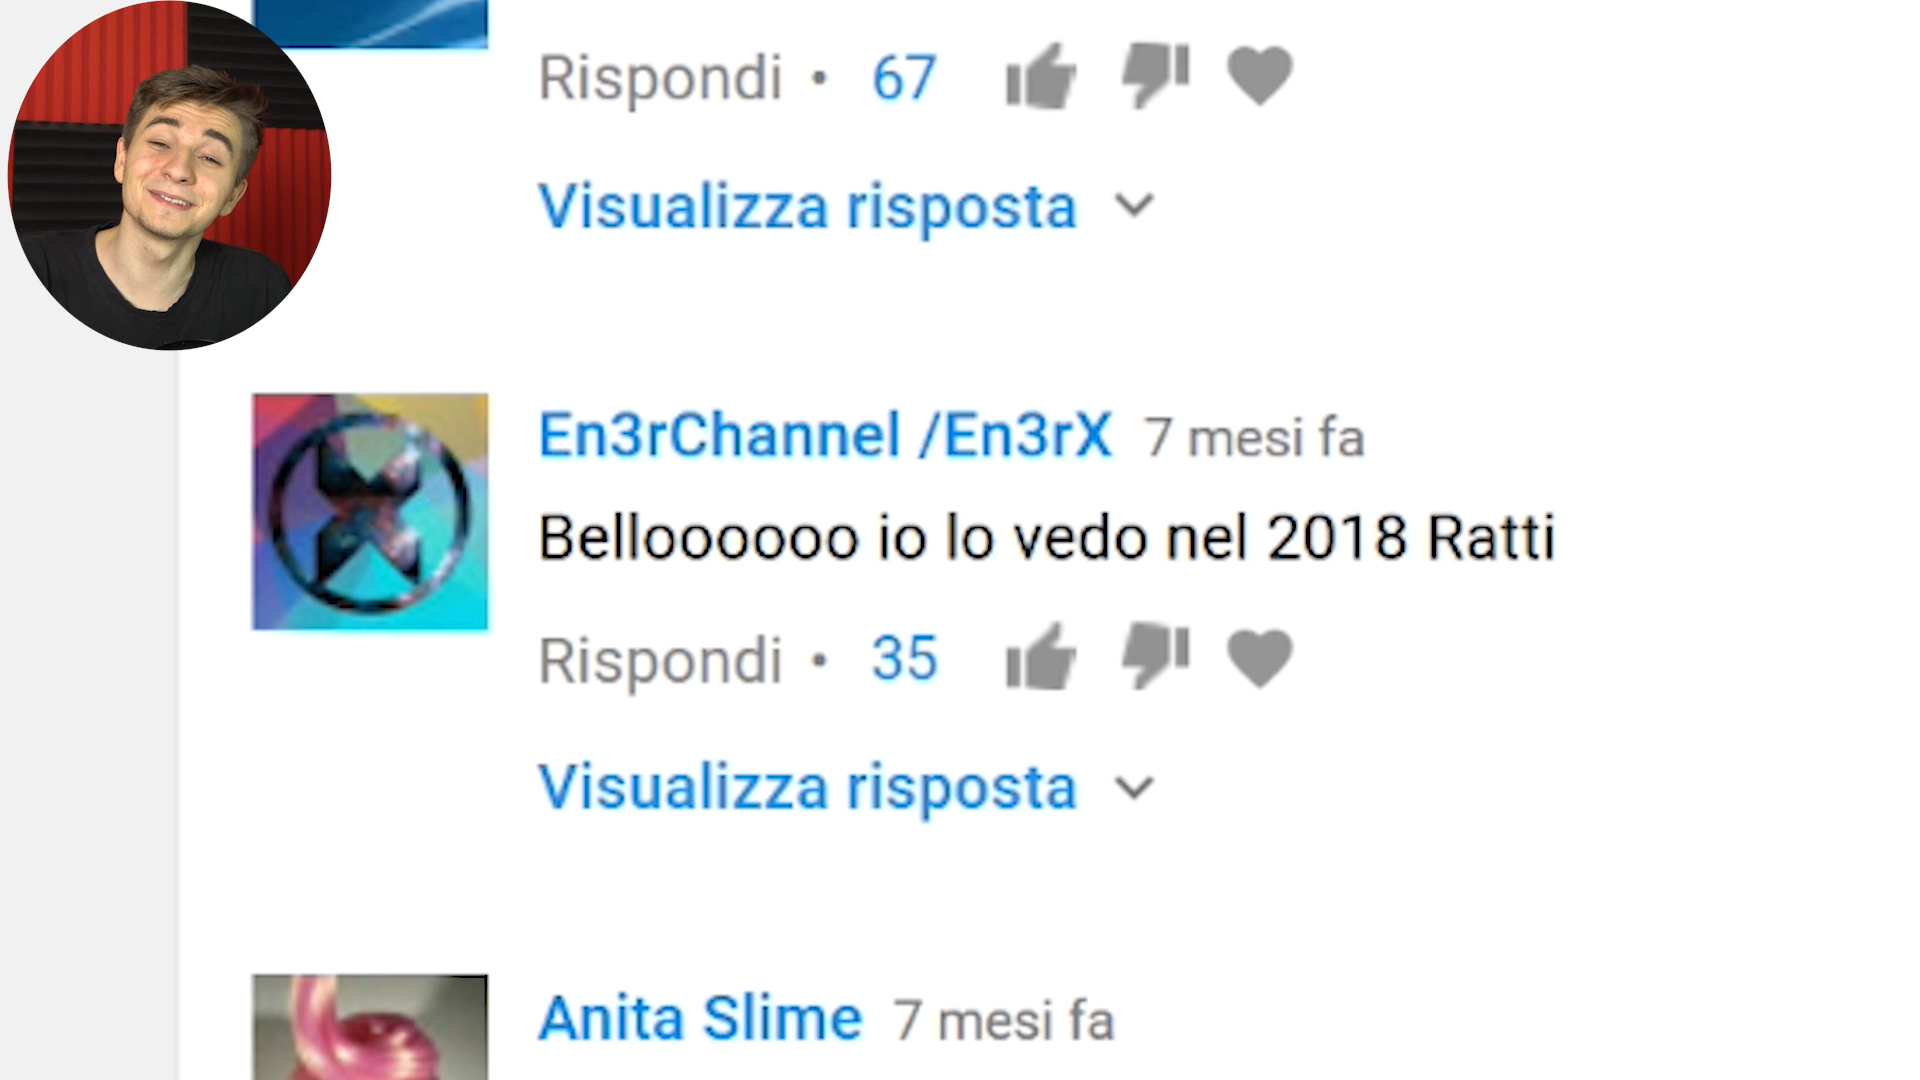 Rispondi • 67
Visualizza risposta
En3rChannel /En3rX 7 mesi fa
Belloooooo io lo vedo nel 2018 Ratti
Rispondi • 35
Visualizza risposta
Anita Slime 7 mesi fa